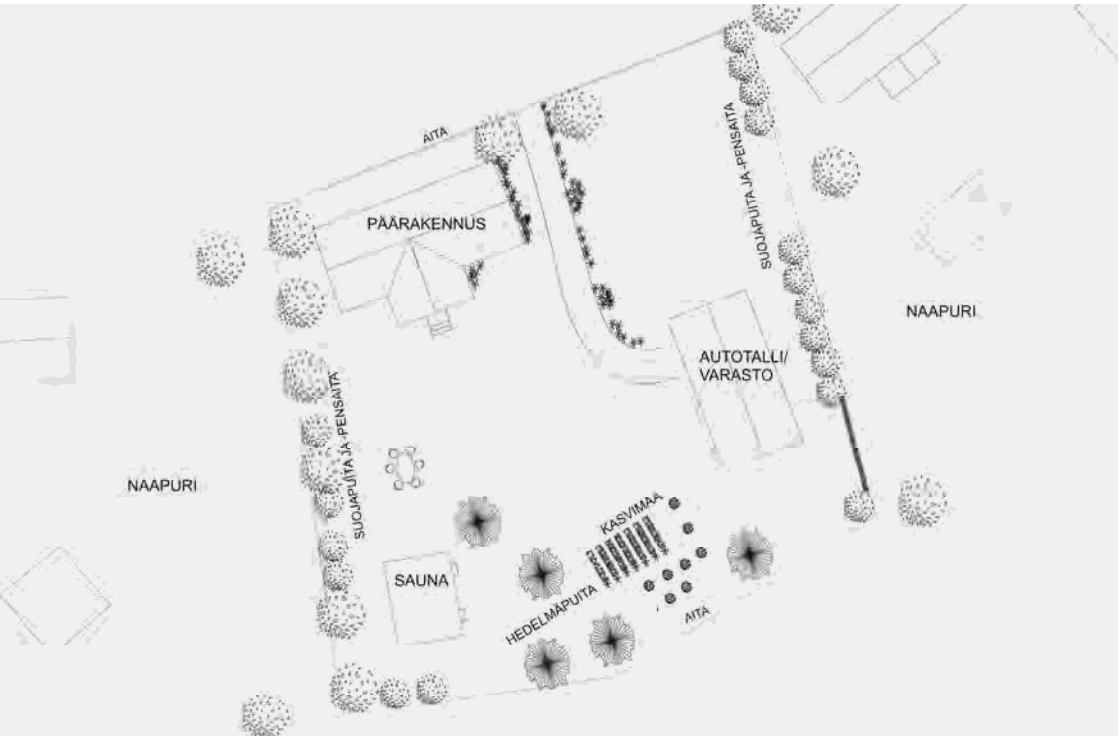 AITA
PÄÄRAKENNUS
SUOJAPUITA JA -PENSAITA
NAAPURI
AUTOTALLI/
VARASTO
SUOJAPUITA JA -PENSAITA
NAAPURI
KASVIMAA
SAUNA
HEDELMÄPUITA
AITA